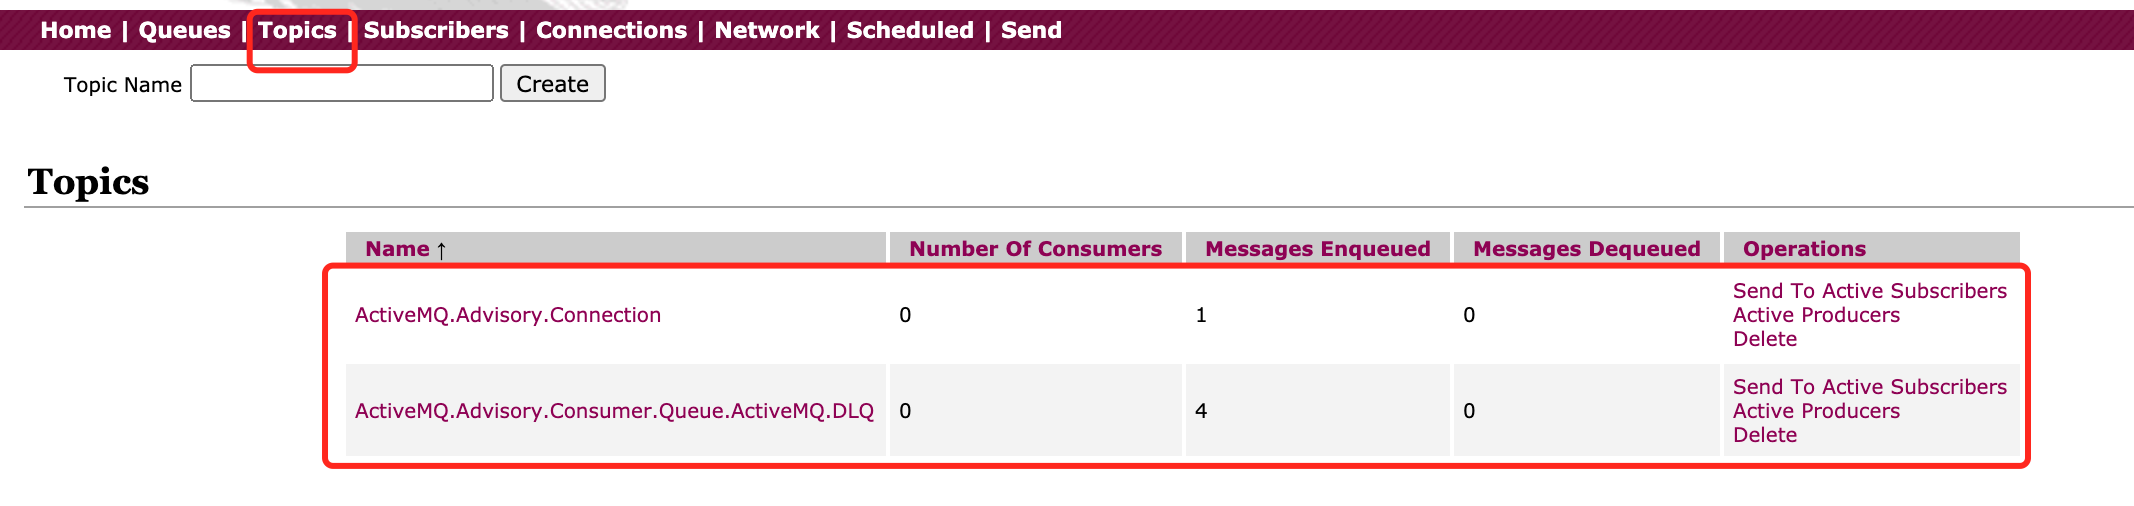 Home | Queues | Topics | Subscribers | Connections | Network | Scheduled | Send
Topic Name Create
Topics
Name ↑ Number Of Consumers Messages Enqueued Messages Dequeued Operations
ActiveMQ.Advisory.Connection 0 1 0 Send To Active Subscribers
Active Producers
Delete
ActiveMQ.Advisory.Consumer.Queue.ActiveMQ.DLQ 0 4 0 Send To Active Subscribers
Active Producers
Delete